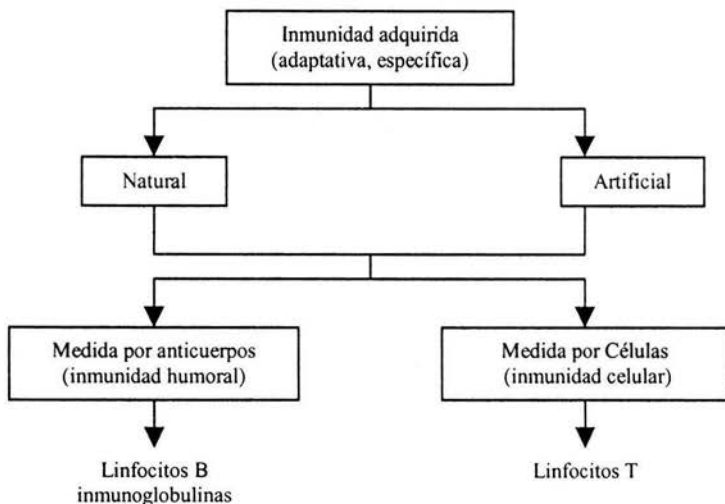 Inmunidad adquirida
(adaptativa, específica)
Natural
Artificial
Medida por anticuerpos
(inmunidad humoral)
Medida por Células
(inmunidad celular)
Linfocitos B
inmunoglobulinas
Linfocitos T